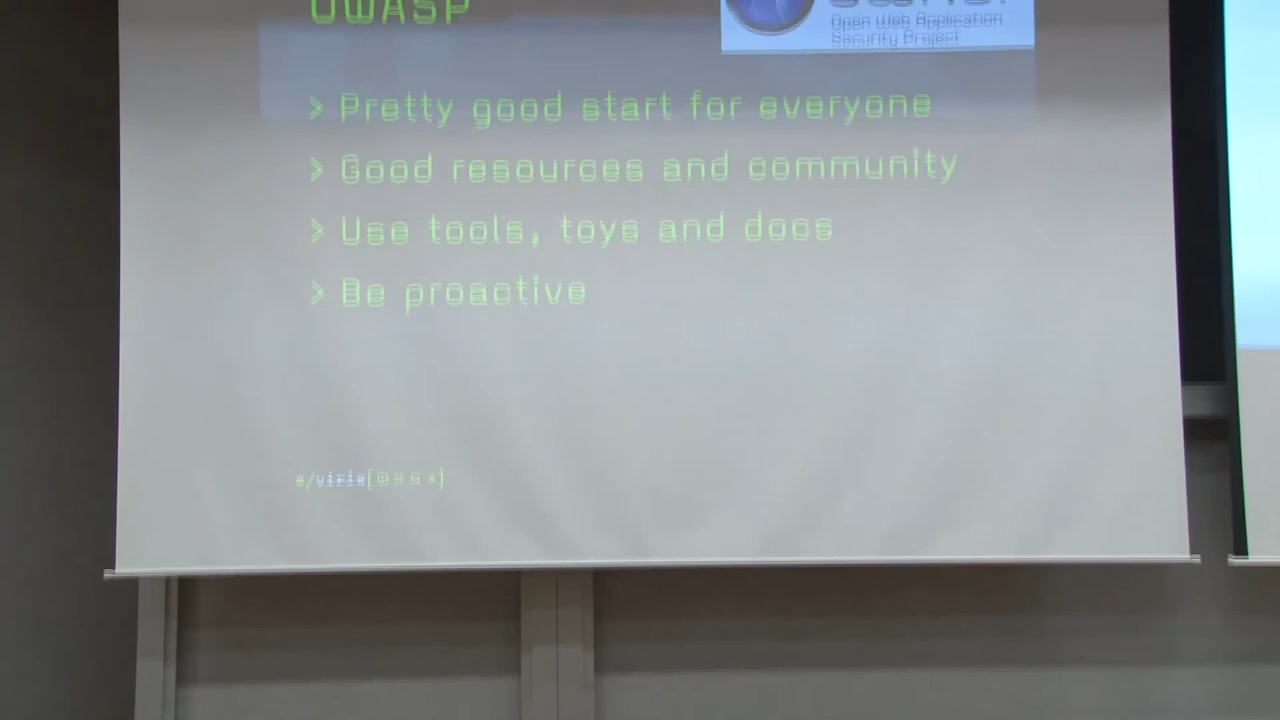 OWASP
Open Web Application
Security Project
> Pretty good start for everyone
> Good resources and community
> Use tools, toys and docs
> Be proactive